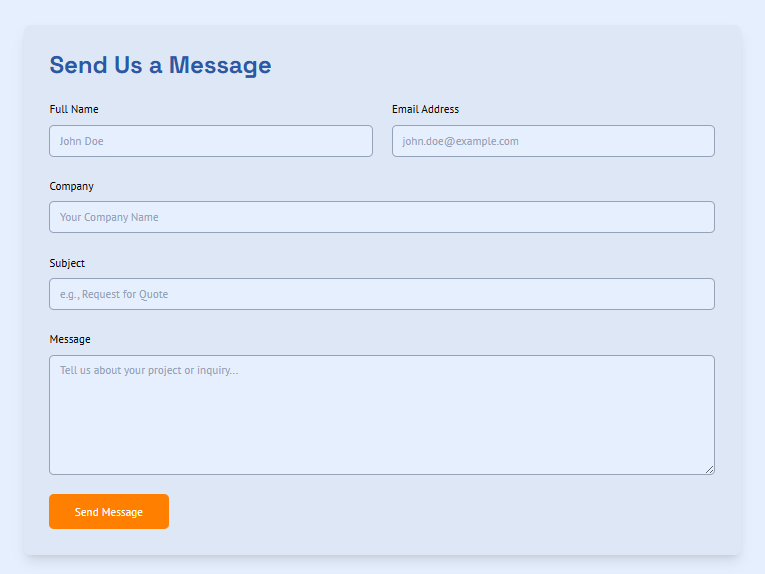 Send Us a Message
Full Name
Email Address
John Doe
john.doe@example.com
Company
Your Company Name
Subject
e.g., Request for Quote
Message
Tell us about your project or inquiry...
Send Message